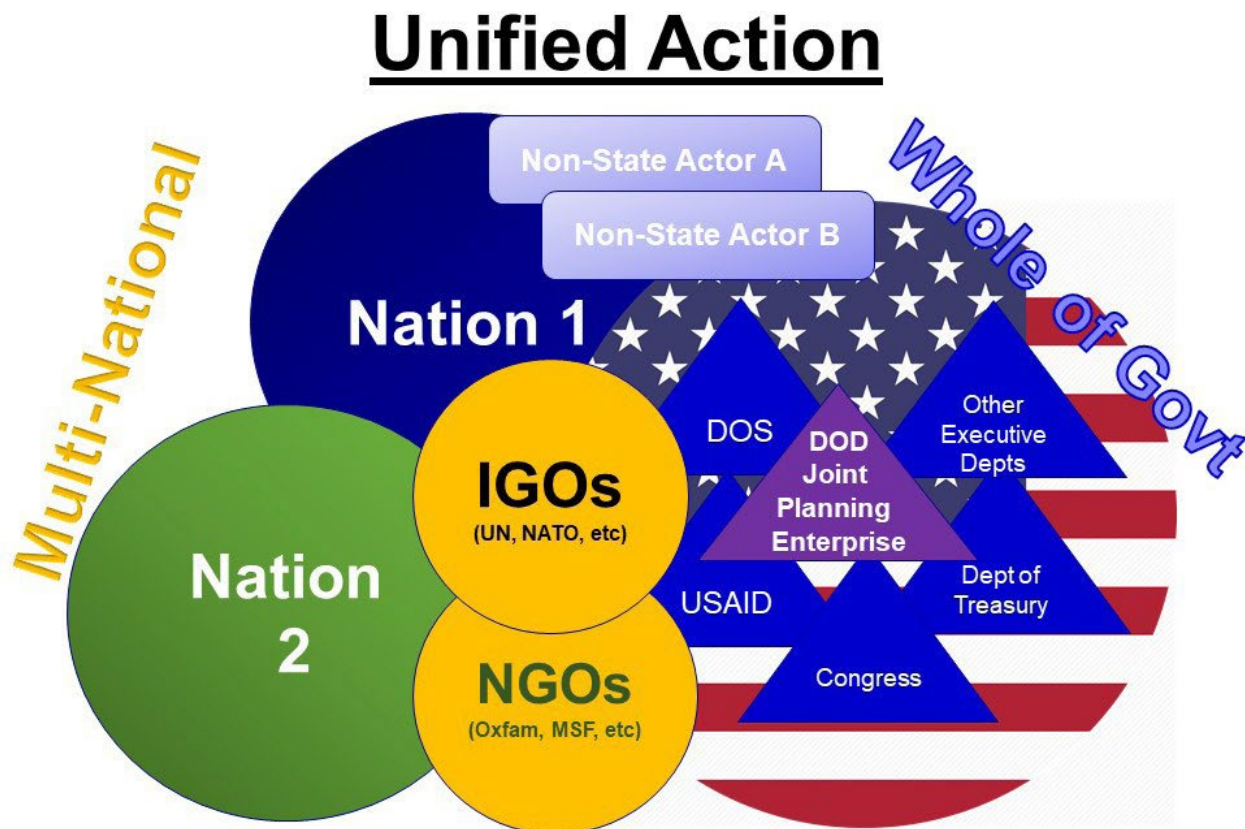 Unified Action
Multi-National
Whole of Govt
Non-State Actor A
Non-State Actor B
Nation 1
Nation
2
IGOs
(UN, NATO, etc)
NGOs
(Oxfam, MSF, etc)
DOS
DOD
Joint
Planning
Enterprise
Other
Executive
Depts
USAID
Dept of
Treasury
Congress